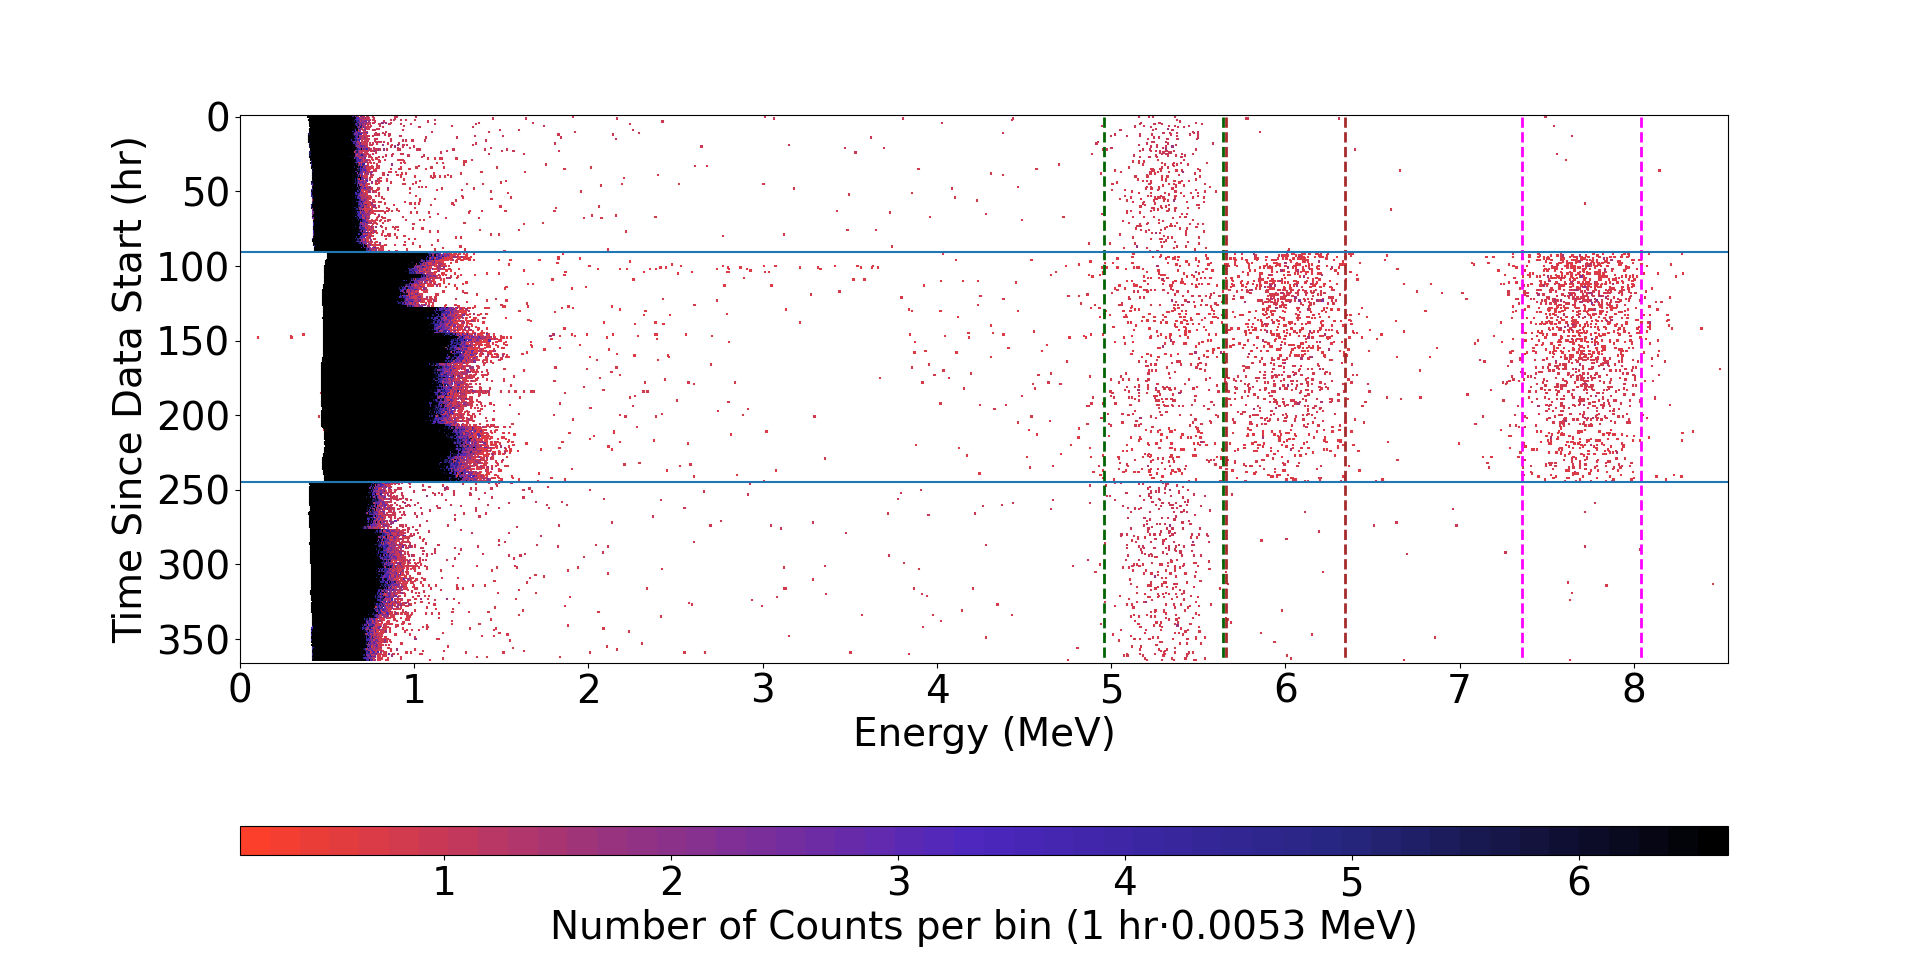 Time Since Data Start (hr)
0
50
100
150
200
250
300
350
0 1 2 3 4 5 6 7 8
Energy (MeV)
1 2 3 4 5 6
Number of Counts per bin (1 hr·0.0053 MeV)